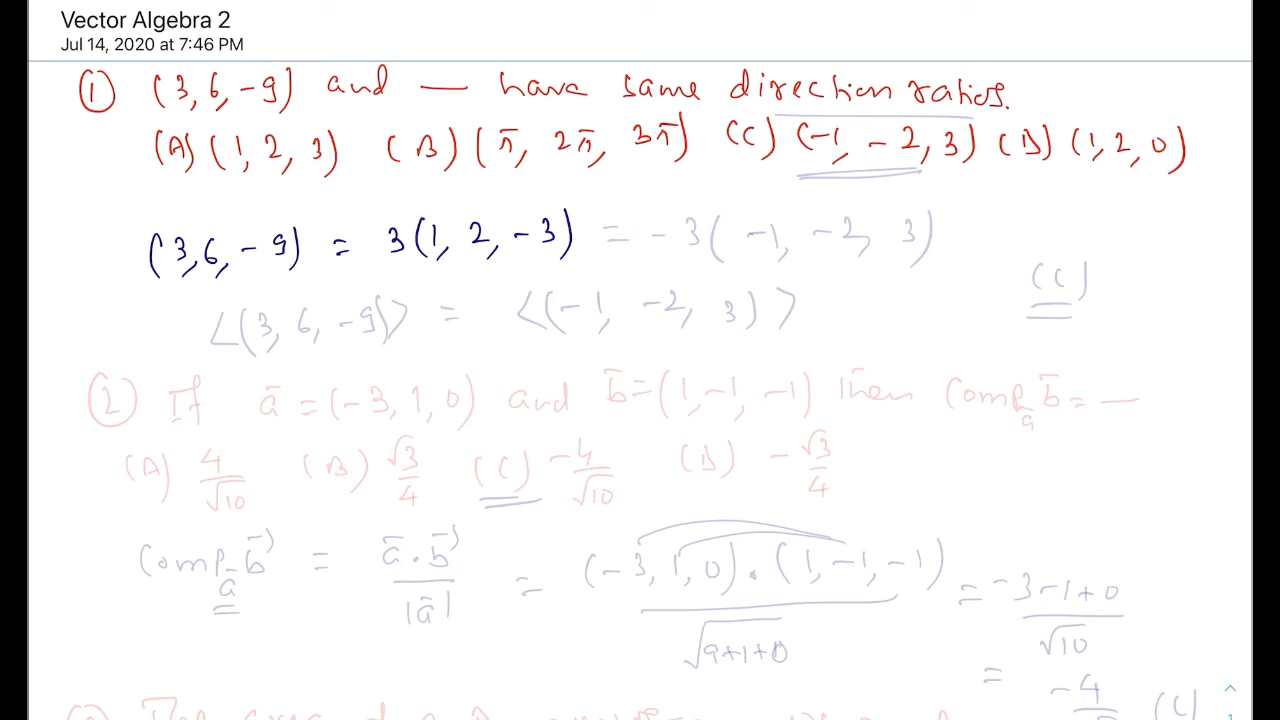 Vector Algebra 2
Jul 14, 2020 at 7:46 PM
① (3, 6, -9) and — have same direction ratios.
(A) (1, 2, 3) (B) (π, 2π, 3π) (C) (-1, -2, 3) (D) (1, 2, 0)
(3, 6, -9) = 3(1, 2, -3) = -3(-1, -2, 3)
(C)
<(3, 6, -9)> = <(-1, -2, 3)>
② If a̅ = (-3, 1, 0) and b̅ = (1, -1, -1) then Comp_a̅ b̅ = —
(A) 4/√10 (B) √3/4 (C) -4/√10 (D) -√3/4
Comp_a̅ b̅ = a̅ · b̅ / |a̅| = (-3, 1, 0) · (1, -1, -1) / √9+1+0 = -3-1+0 / √10
= -4 (C)